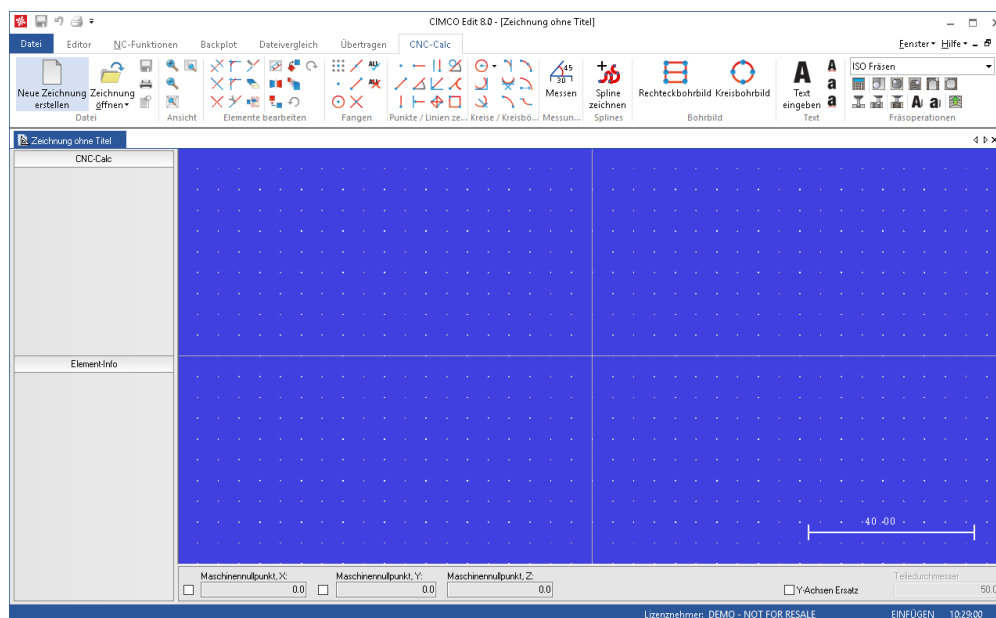 CIMCO Edit 8.0 - [Zeichnung ohne Titel]
Datei Editor NC-Funktionen Backplot Dateivergleich Übertragen CNC-Calc Fenster Hilfe
ALL 45 ISO Fräsen
ALL 30
Neue Zeichnung erstellen
Zeichnung öffnen
Messen
Spline zeichnen
Rechteckbohrbild Kreisbohrbild
Text eingeben
Datei Ansicht Elemente bearbeiten Fangen Punkte / Linien ze... Kreise / Kreisbö... Messun... Splines Bohrbild Text Fräsoperationen
Zeichnung ohne Titel
CNC-Calc
Element-Info
40.00
Maschinennullpunkt, X: Maschinennullpunkt, Y: Maschinennullpunkt, Z: Teiledurchmesser
0.0 0.0 0.0 Y-Achsen Ersatz 50.0
Lizenznehmer: DEMO - NOT FOR RESALE EINFÜGEN 10:29:00